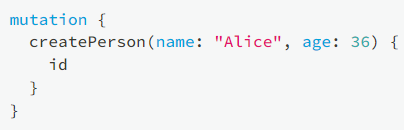 mutation {
  createPerson(name: "Alice", age: 36) {
    id
  }
}